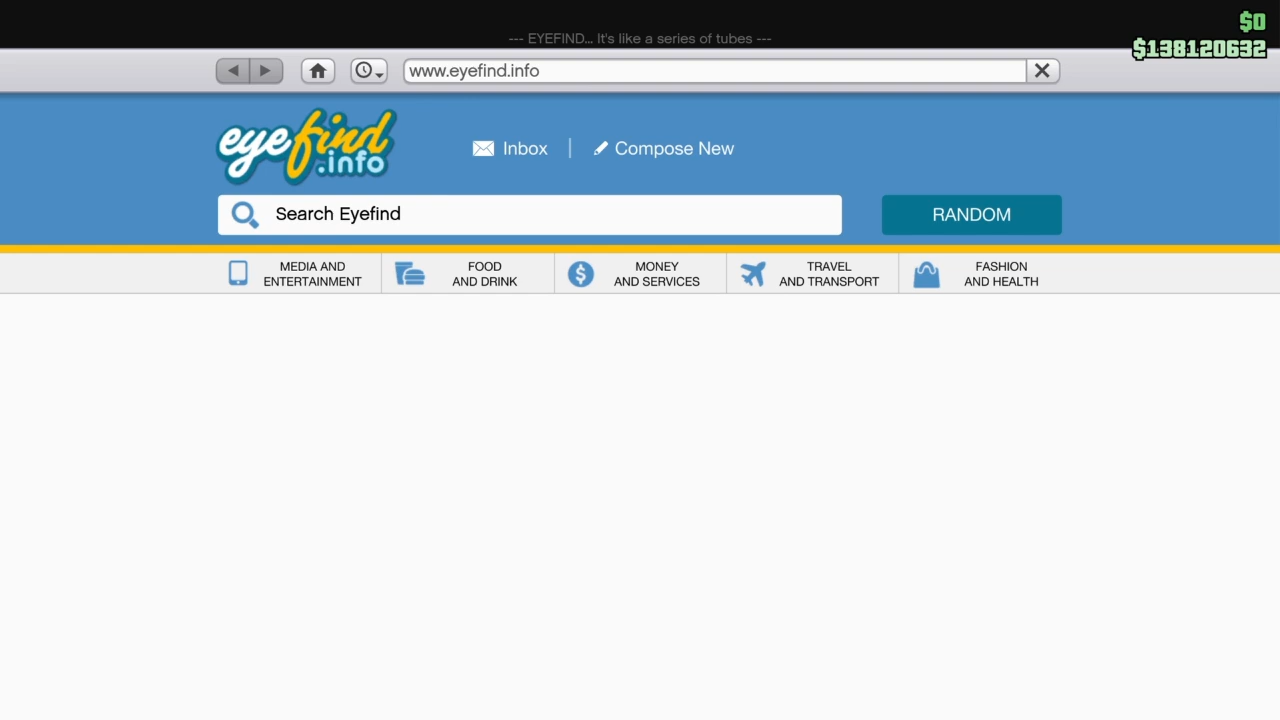 $0
--- EYEFIND... It's like a series of tubes ---
$138120632
www.eyefind.info
eyefind
.info
Inbox
Compose New
Search Eyefind
RANDOM
MEDIA AND
ENTERTAINMENT
FOOD
AND DRINK
MONEY
AND SERVICES
TRAVEL
AND TRANSPORT
FASHION
AND HEALTH